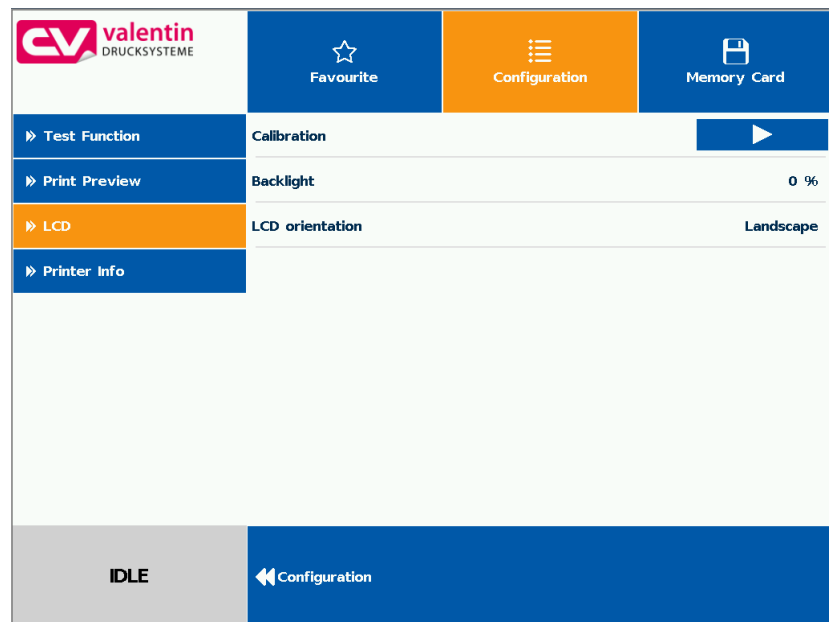 valentin
DRUCKSYSTEME
Favourite
Configuration
Memory Card
Test Function
Calibration
Print Preview
Backlight 0 %
LCD
LCD orientation Landscape
Printer Info
IDLE
Configuration